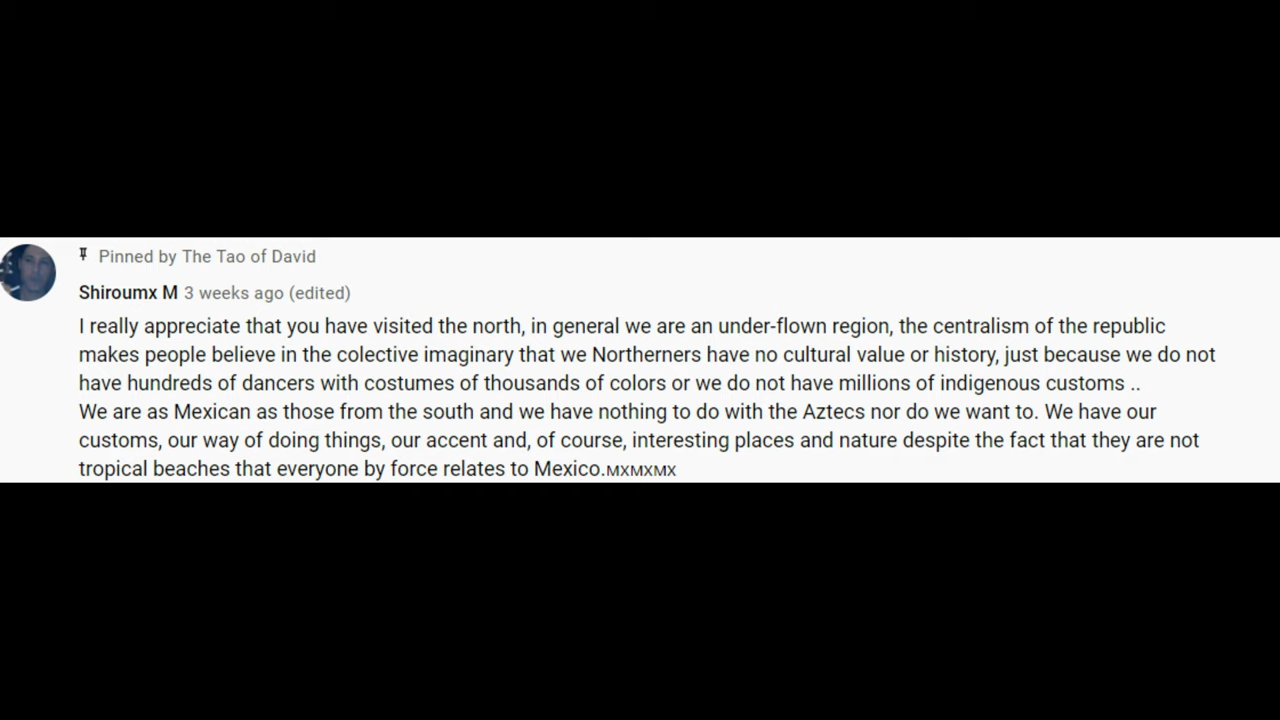 Pinned by The Tao of David
Shiroumx M 3 weeks ago (edited)
I really appreciate that you have visited the north, in general we are an under-flown region, the centralism of the republic
makes people believe in the colective imaginary that we Northerners have no cultural value or history, just because we do not
have hundreds of dancers with costumes of thousands of colors or we do not have millions of indigenous customs ..
We are as Mexican as those from the south and we have nothing to do with the Aztecs nor do we want to. We have our
customs, our way of doing things, our accent and, of course, interesting places and nature despite the fact that they are not
tropical beaches that everyone by force relates to Mexico.MXMXMX